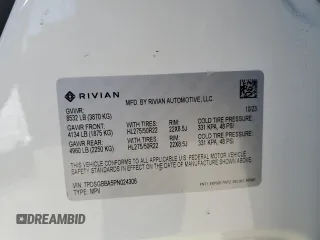 RIVIAN
MFD. BY RIVIAN AUTOMOTIVE, LLC.
GVWR:
8532 LB (3870 KG)
10/23
GAWR FRONT: WITH TIRES: RIM: COLD TIRE PRESSURE:
4134 LB (1875 KG) HL275/50R22 22X8.5J 331 KPA, 48 PSI
GAWR REAR WITH TIRES: RIM: COLD TIRE PRESSURE:
4960 LB (2250 KG) HL275/50R22 22X8.5J 331 KPA, 48 PSI
THIS VEHICLE CONFORMS TO ALL APPLICABLE U.S. FEDERAL MOTOR VEHICLE
SAFETY STANDARDS IN EFFECT ON THE DATE OF MANUFACTURE SHOWN ABOVE.
TYPE: MPV
DREAMBID
DREAMBID